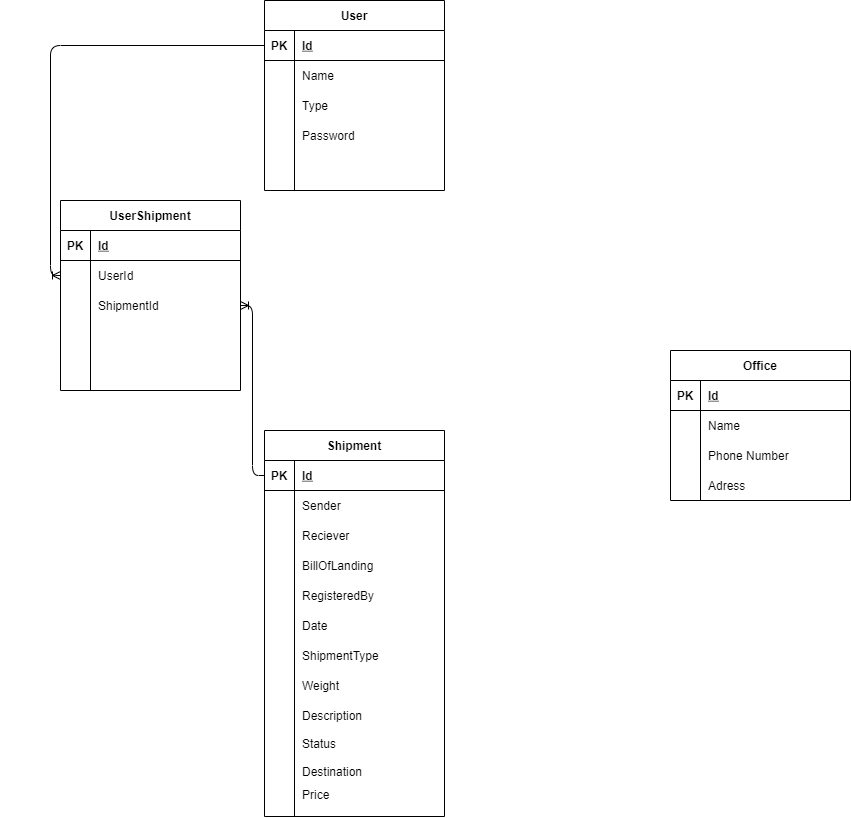 User
PK Id
Name
Type
Password
UserShipment
PK Id
UserId
ShipmentId
Office
PK Id
Name
Phone Number
Adress
Shipment
PK Id
Sender
Reciever
BillOfLanding
RegisteredBy
Date
ShipmentType
Weight
Description
Status
Destination
Price